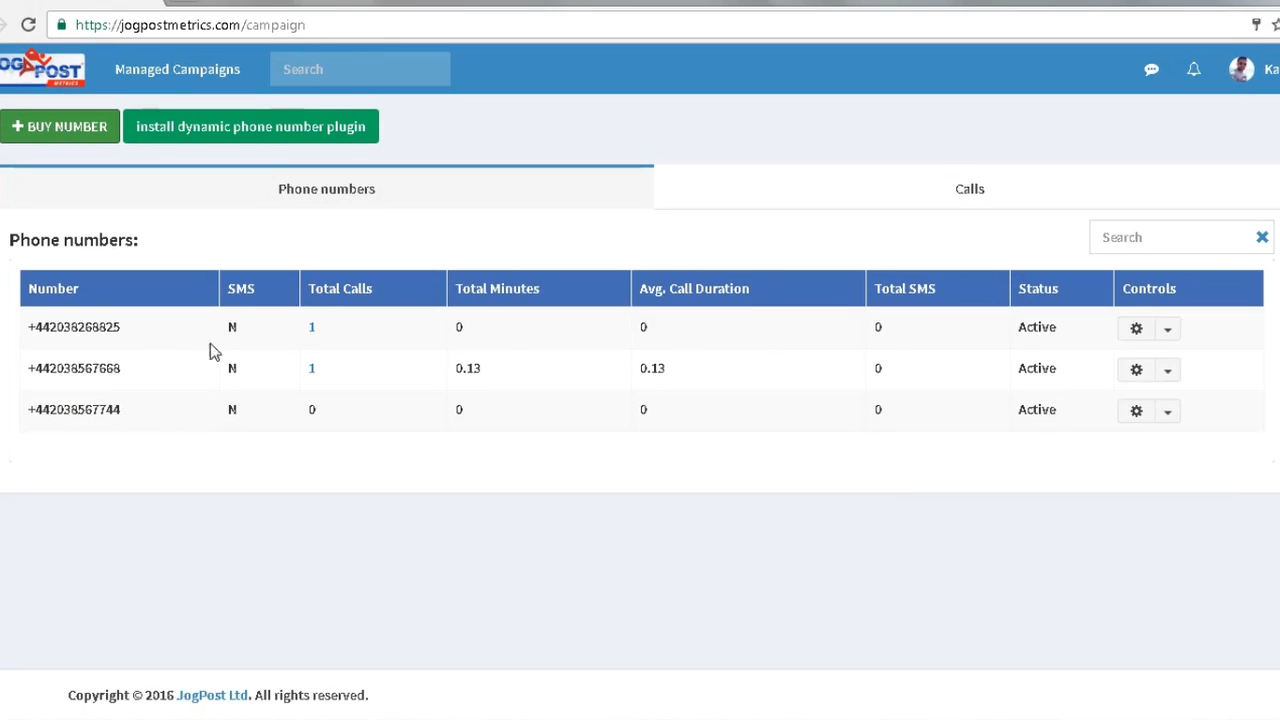 https://jogpostmetrics.com/campaign
JOGPOST
METRICS
Managed Campaigns
Search
Ka
+ BUY NUMBER
install dynamic phone number plugin
Phone numbers
Calls
Phone numbers:
Search
Number SMS Total Calls Total Minutes Avg. Call Duration Total SMS Status Controls
+442038268825 N 1 0 0 0 Active
+442038567668 N 1 0.13 0.13 0 Active
+442038567744 N 0 0 0 0 Active
Copyright © 2016 JogPost Ltd. All rights reserved.